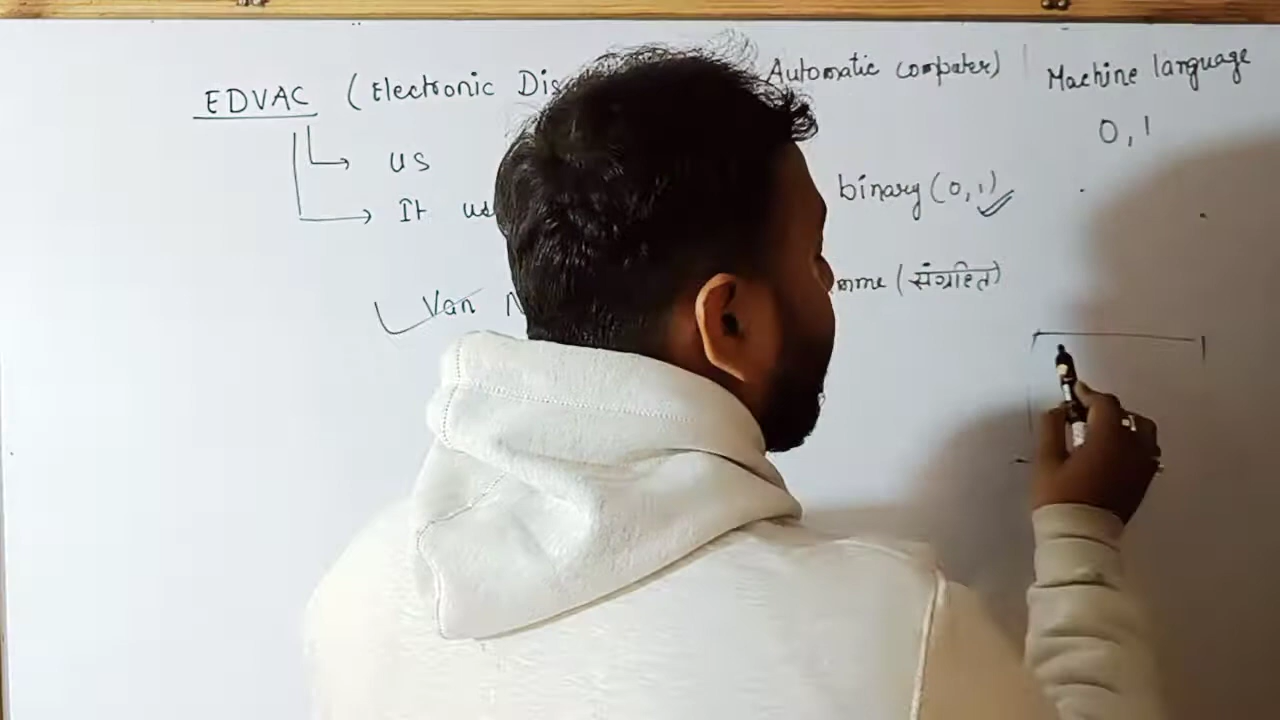 EDVAC (Electronic Dis Automatic computer)
Machine language
0,1
us
It us binary (0,1)
Van N mme (संग्रहित)